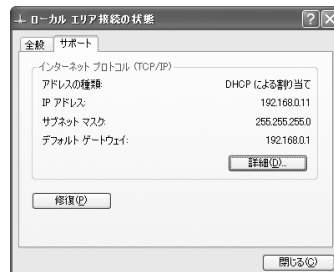 ローカル エリア接続の状態
全般 サポート
インターネット プロトコル (TCP/IP)
アドレスの種類: DHCP による割り当て
IP アドレス: 192.168.0.11
サブネット マスク: 255.255.255.0
デフォルト ゲートウェイ: 192.168.0.1
詳細(D)...
修復(P)
閉じる(C)